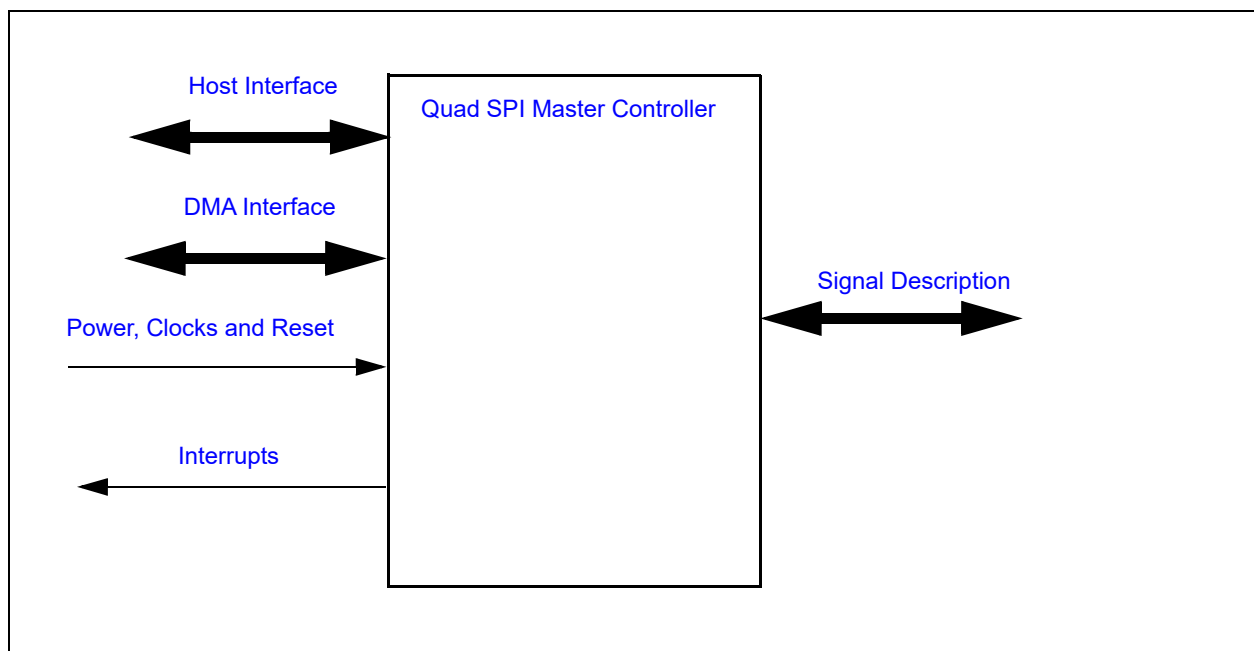 Host Interface
Quad SPI Master Controller
DMA Interface
Signal Description
Power, Clocks and Reset
Interrupts